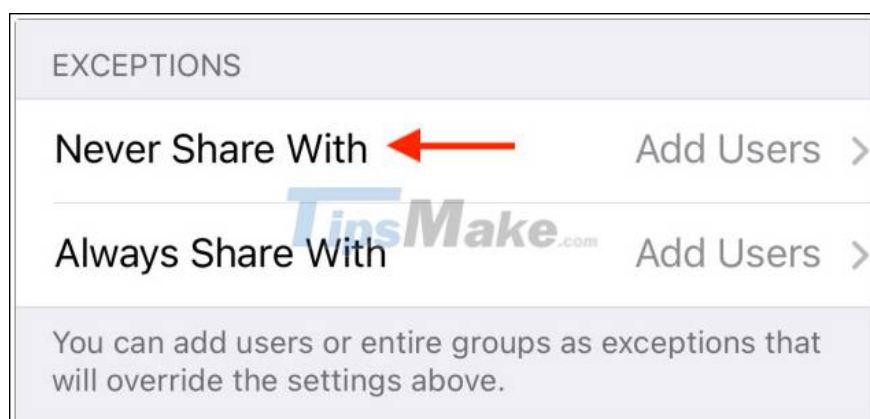 EXCEPTIONS
Never Share With Add Users
TipsMake.com
Always Share With Add Users
You can add users or entire groups as exceptions that
will override the settings above.